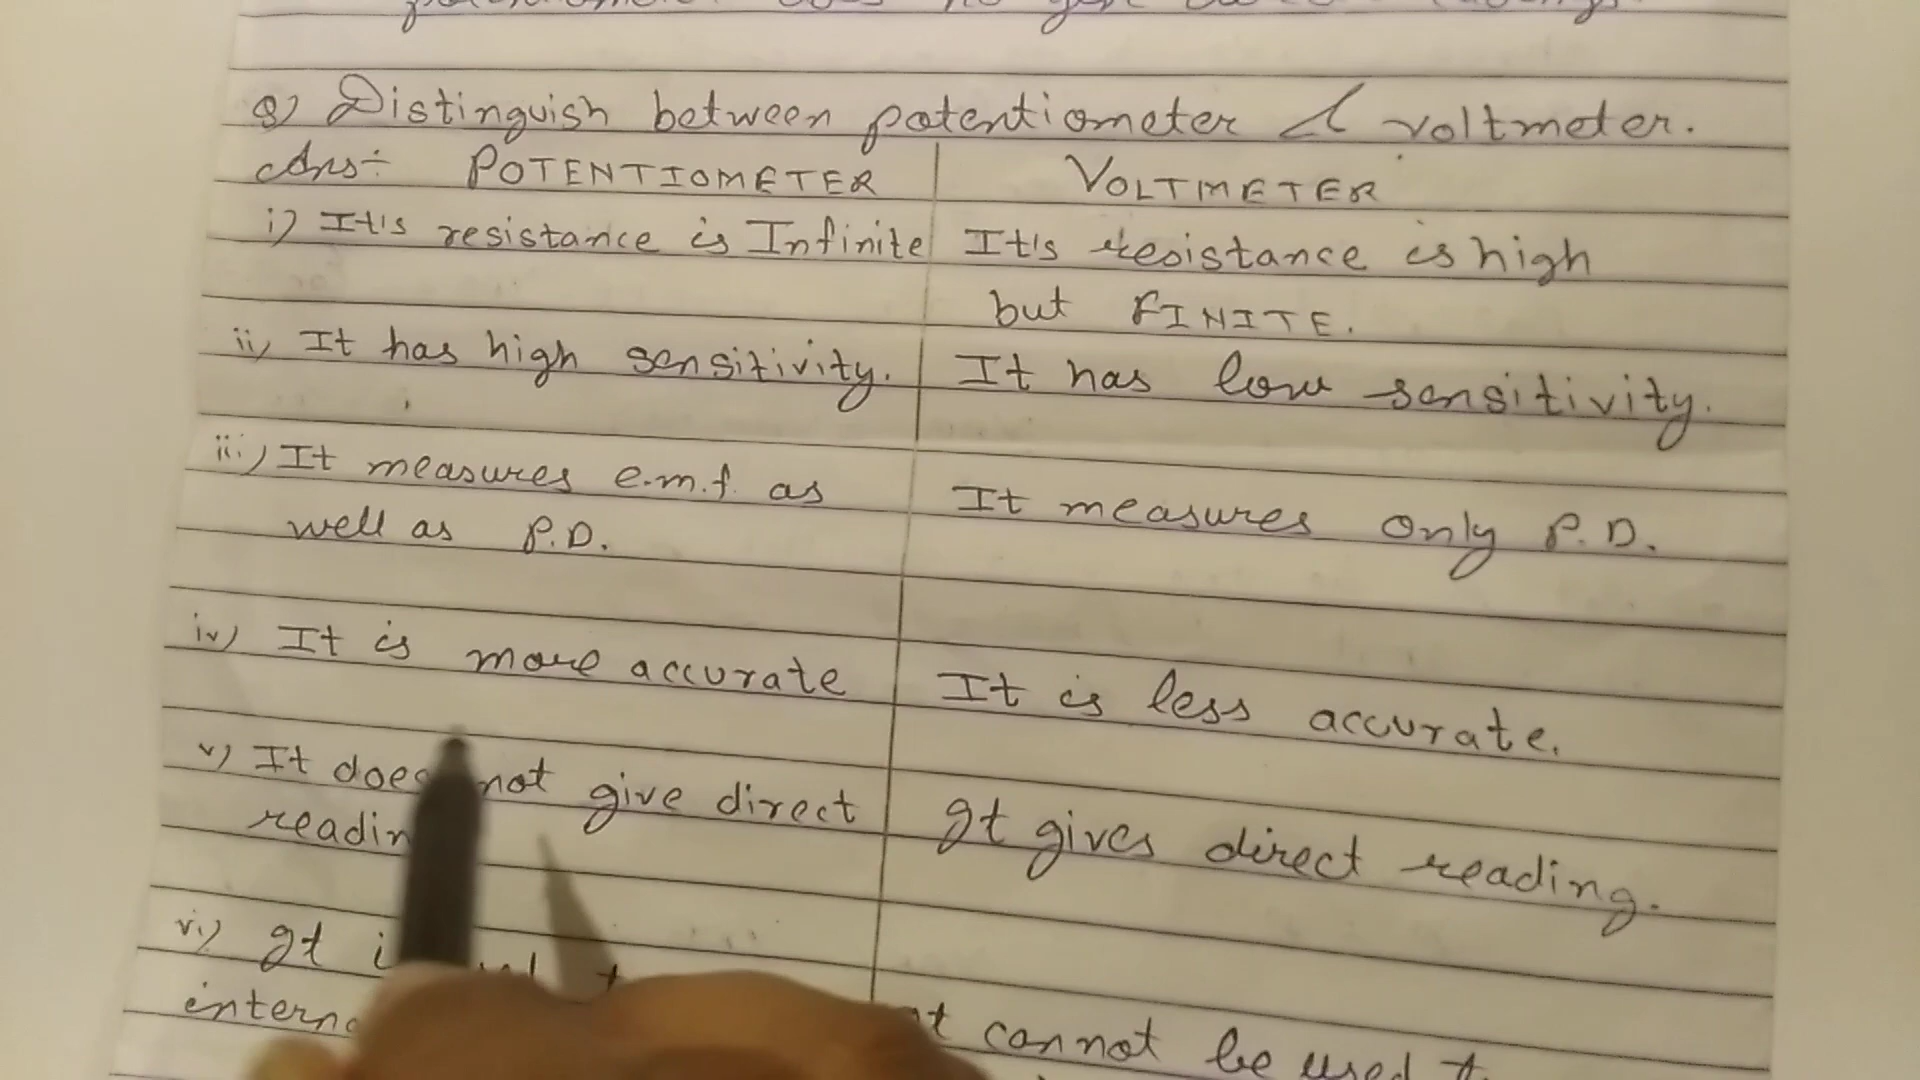 Q) Distinguish between potentiometer & voltmeter.
Ans÷ POTENTIOMETER VOLTMETER
i) It's resistance is Infinite It's resistance is high
but FINITE.
ii) It has high sensitivity. It has low sensitivity.
iii) It measures e.m.f. as It measures only P.D.
well as P.D.
iv) It is more accurate It is less accurate.
v) It does not give direct It gives direct reading.
readin
vi) It
intern It cannot be used